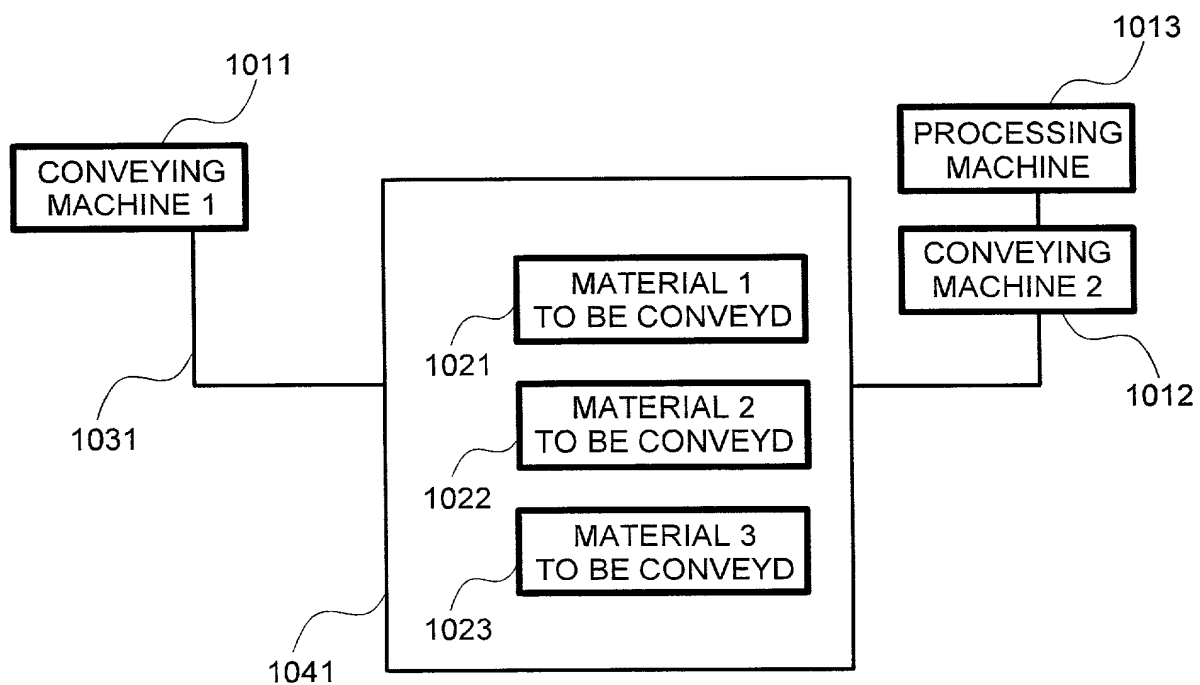 1013
1011
PROCESSING
MACHINE
CONVEYING
MACHINE 1
CONVEYING
MACHINE 2
MATERIAL 1
TO BE CONVEYD
1021
1012
MATERIAL 2
TO BE CONVEYD
1031
1022
MATERIAL 3
TO BE CONVEYD
1023
1041